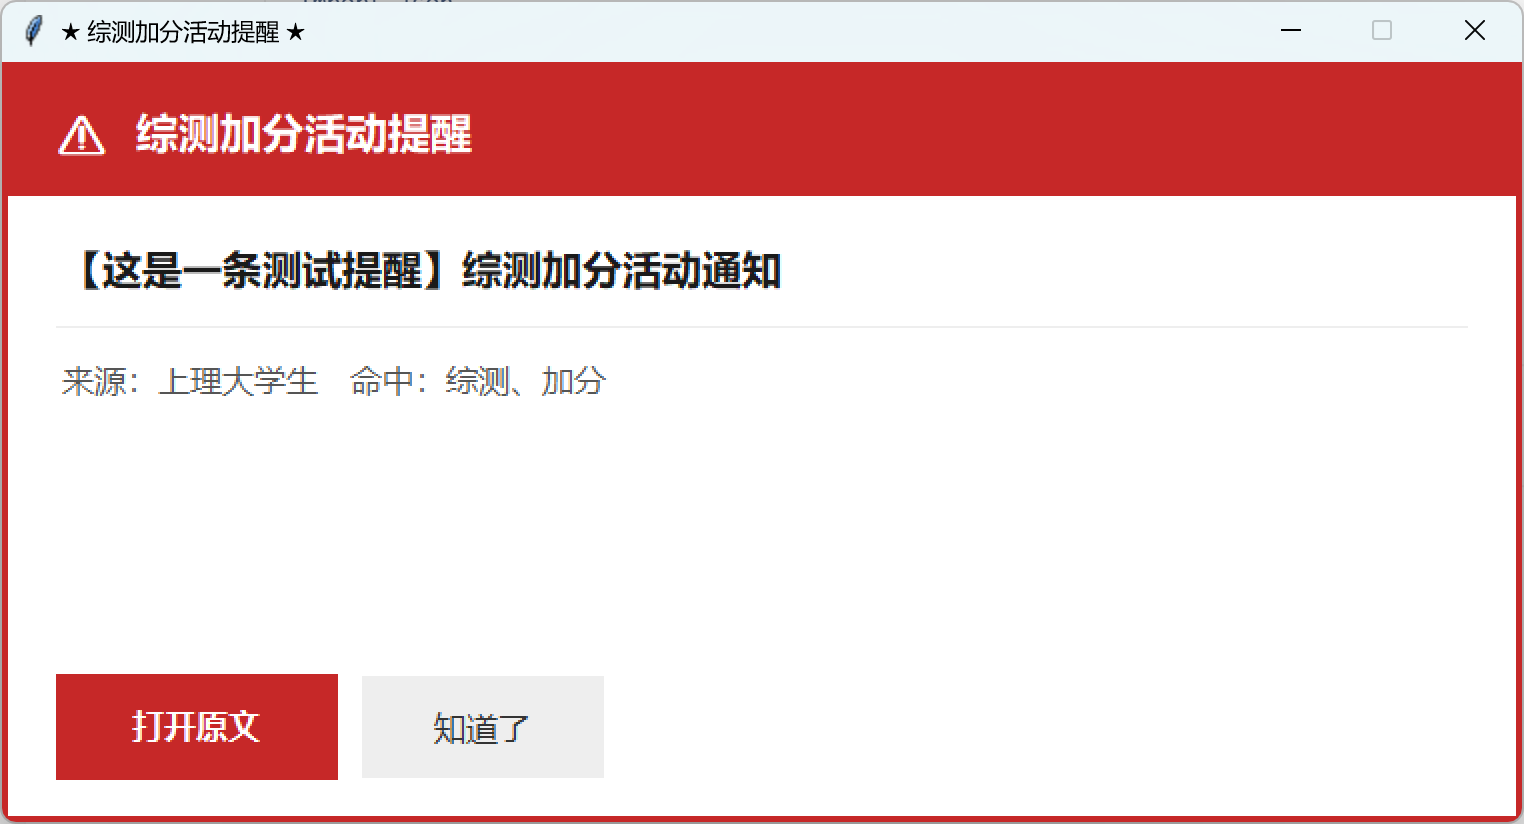 ★ 综测加分活动提醒 ★
综测加分活动提醒
【这是一条测试提醒】综测加分活动通知
来源：上理大学生　命中：综测、加分
打开原文
知道了